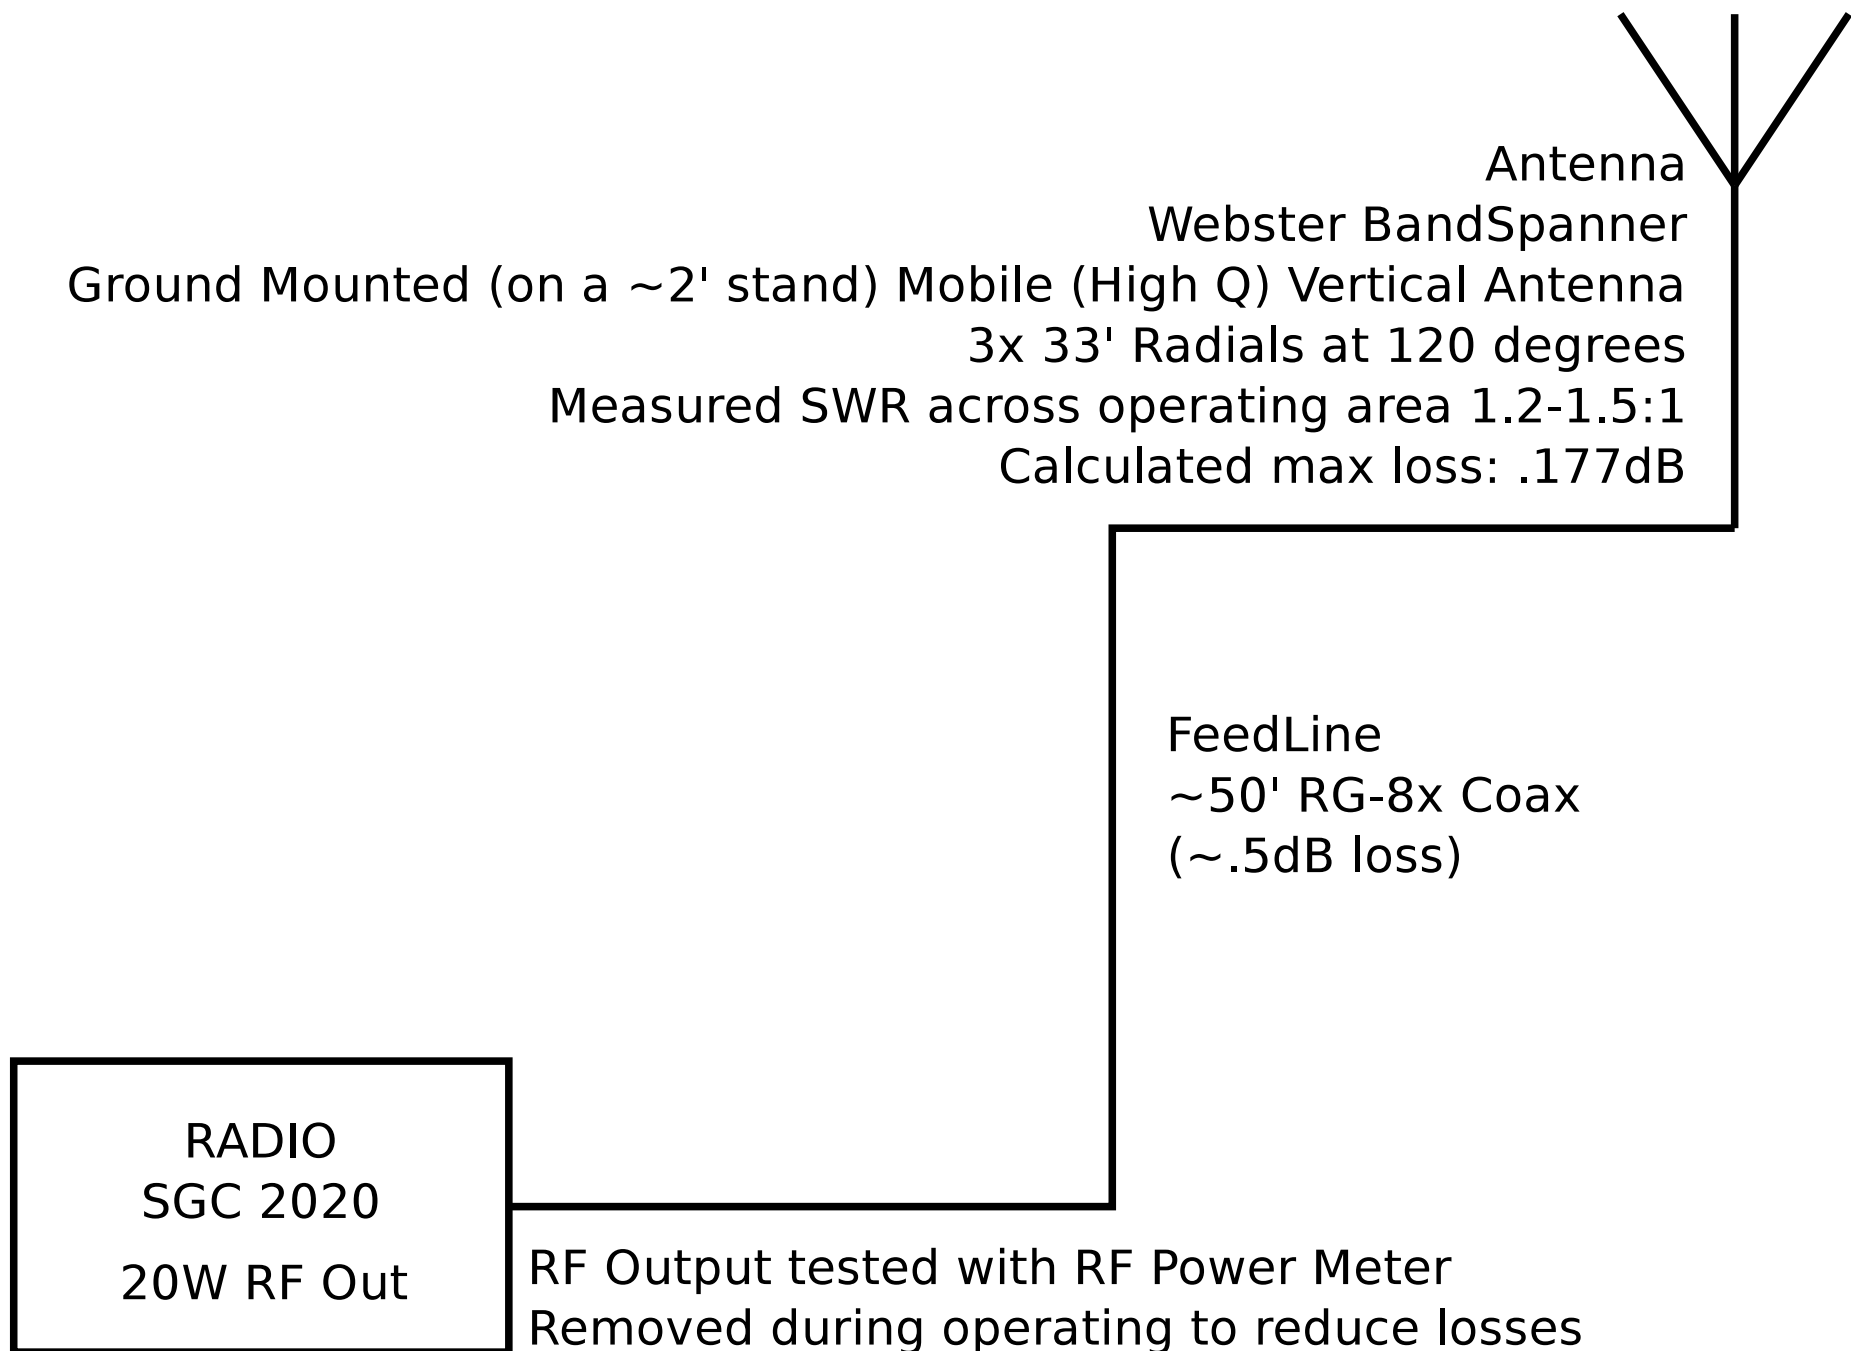 Antenna
Webster BandSpanner
Ground Mounted (on a ~2' stand) Mobile (High Q) Vertical Antenna
3x 33' Radials at 120 degrees
Measured SWR across operating area 1.2-1.5:1
Calculated max loss: .177dB
FeedLine
~50' RG-8x Coax
(~.5dB loss)
RADIO
SGC 2020
20W RF Out
RF Output tested with RF Power Meter
Removed during operating to reduce losses